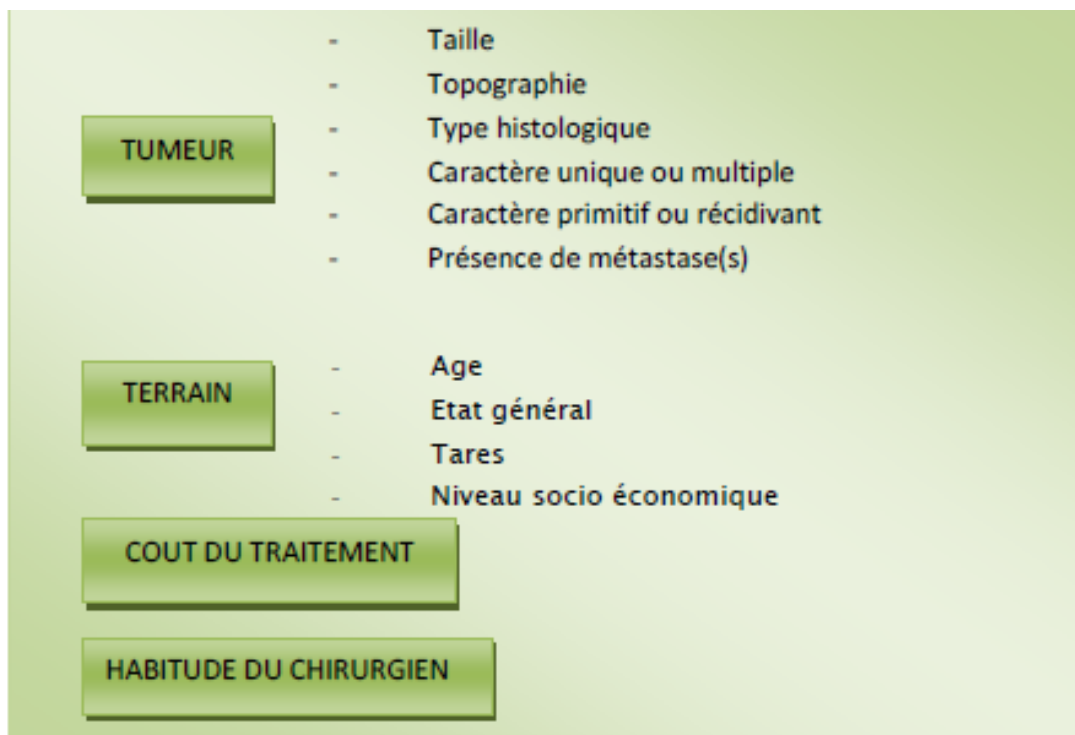 TUMEUR
- Taille
- Topographie
- Type histologique
- Caractère unique ou multiple
- Caractère primitif ou récidivant
- Présence de métastase(s)
TERRAIN
- Age
- Etat général
- Tares
- Niveau socio économique
COUT DU TRAITEMENT
HABITUDE DU CHIRURGIEN